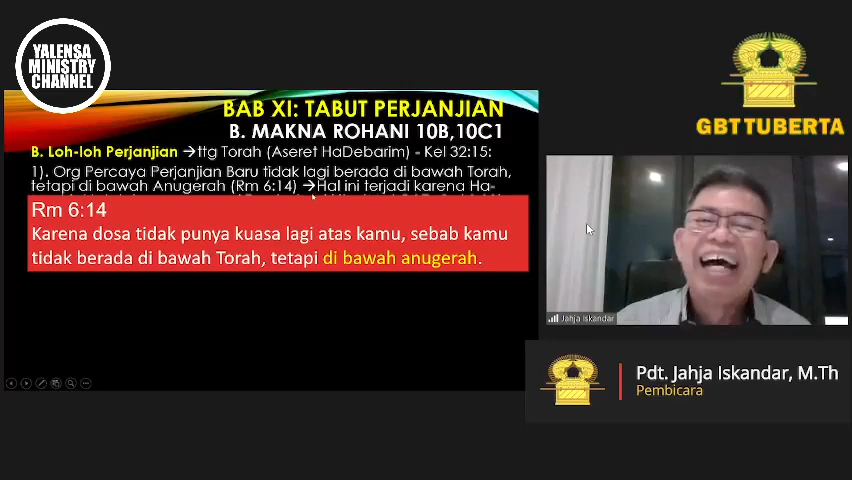 YALENSA
MINISTRY
CHANNEL
BAB XI: TABUT PERJANJIAN
B. MAKNA ROHANI 10B,10C1
B. Loh-loh Perjanjian →ttg Torah (Aseret HaDebarim) - Kel 32:15:
1). Org Percaya Perjanjian Baru tidak lagi berada di bawah Torah,
tetapi di bawah Anugerah (Rm 6:14) →Hal ini terjadi karena Ha-
Rm 6:14
Karena dosa tidak punya kuasa lagi atas kamu, sebab kamu
tidak berada di bawah Torah, tetapi di bawah anugerah.
GBT TUBERTA
Jahja Iskandar
Pdt. Jahja Iskandar, M.Th
Pembicara